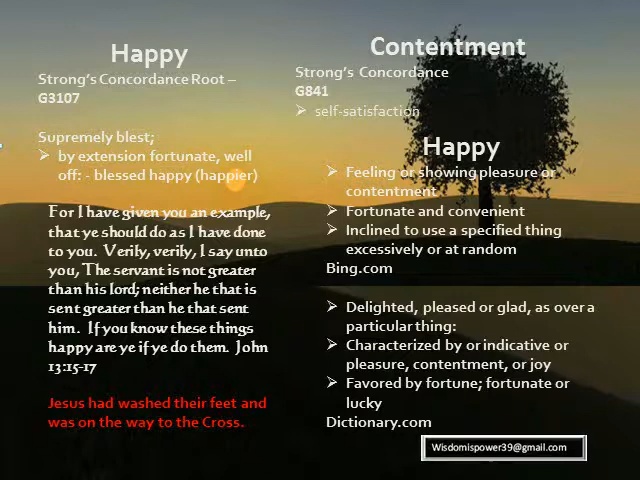 Happy
Strong's Concordance Root –
G3107
Supremely blest;
➢ by extension fortunate, well
off: - blessed happy (happier)
For I have given you an example,
that ye should do as I have done
to you. Verily, verily, I say unto
you, The servant is not greater
than his lord; neither he that is
sent greater than he that sent
him. If you know these things
happy are ye if ye do them. John
13:15-17
Jesus had washed their feet and
was on the way to the Cross.
Contentment
Strong's Concordance
G841
➢ self-satisfaction
Happy
➢ Feeling or showing pleasure or
contentment
➢ Fortunate and convenient
➢ Inclined to use a specified thing
excessively or at random
Bing.com
➢ Delighted, pleased or glad, as over a
particular thing:
➢ Characterized by or indicative or
pleasure, contentment, or joy
➢ Favored by fortune; fortunate or
lucky
Dictionary.com
Wisdomispower39@gmail.com